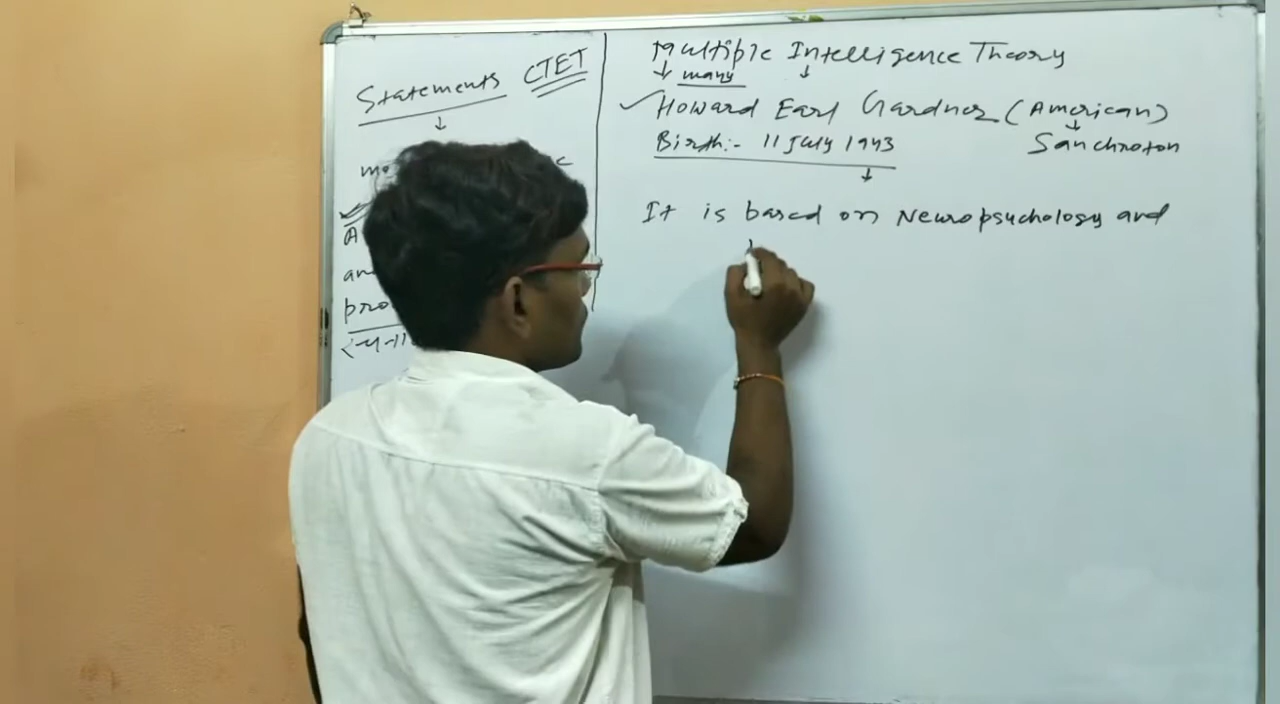 Statements CTET
↓
Multiple Intelligence Theory
↓ many ↓
✓ Howard Earl Gardner (American)
↓
Birth:- 11 July 1943 Sanchroton
↓
It is based on Neuropsychology and